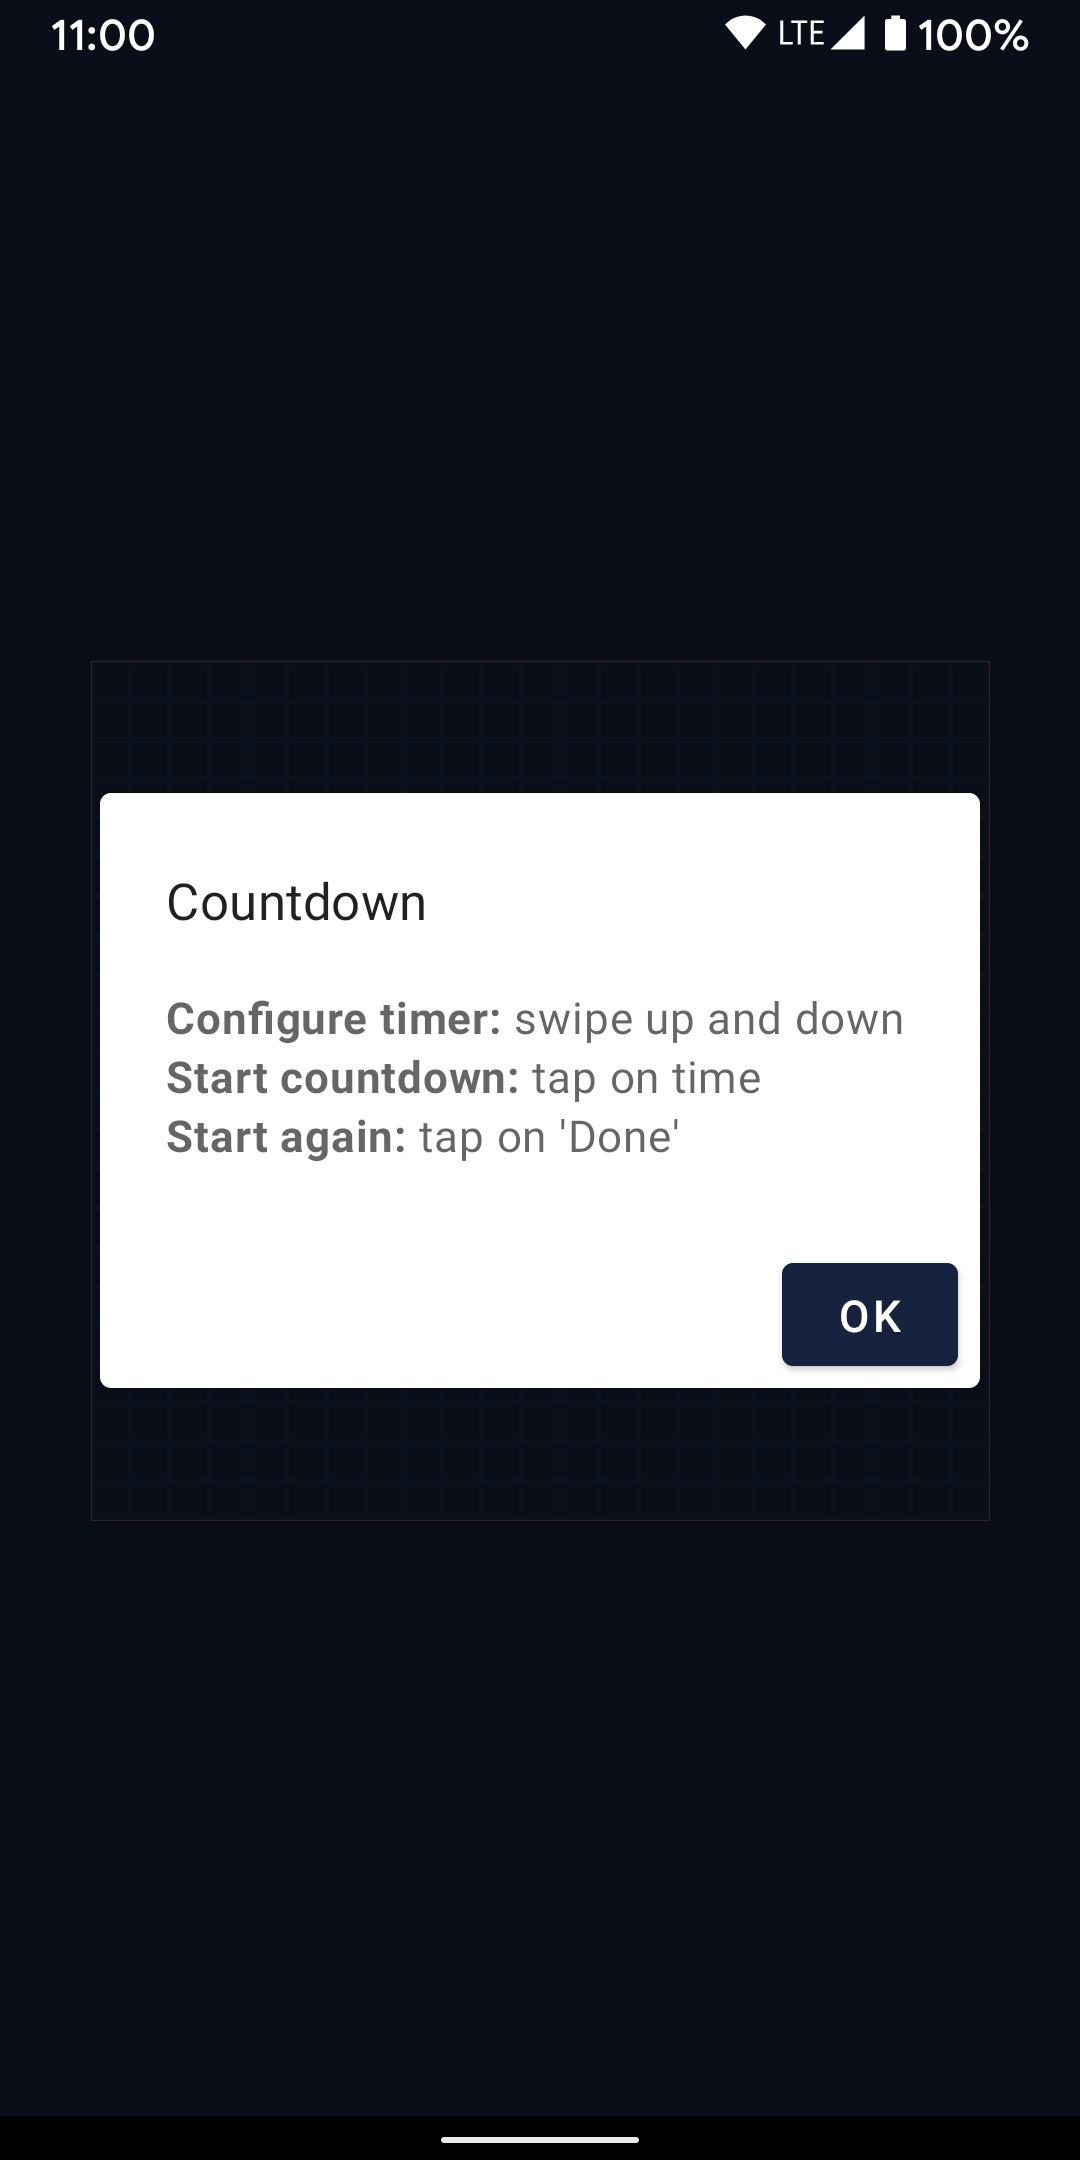 11:00 LTE 100%
Countdown
Configure timer: swipe up and down
Start countdown: tap on time
Start again: tap on 'Done'
OK